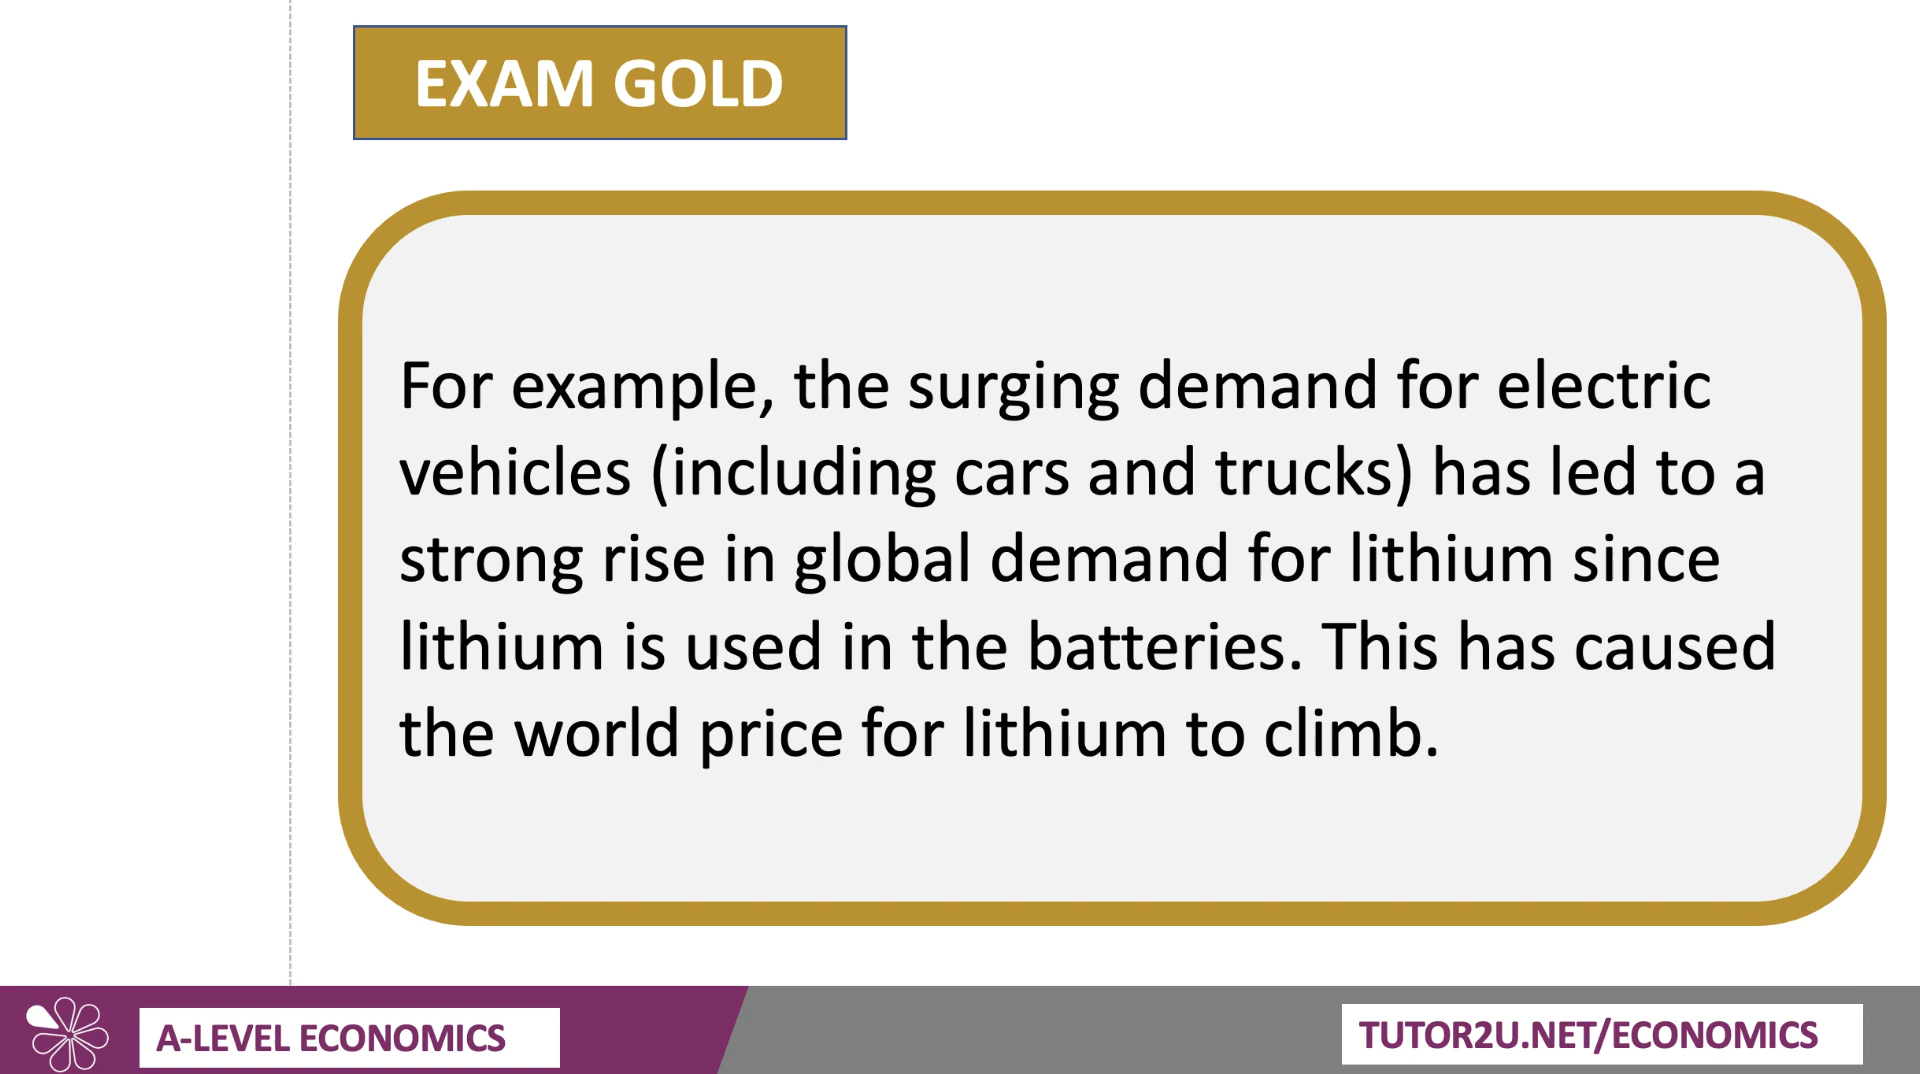 EXAM GOLD
For example, the surging demand for electric
vehicles (including cars and trucks) has led to a
strong rise in global demand for lithium since
lithium is used in the batteries. This has caused
the world price for lithium to climb.
A-LEVEL ECONOMICS
TUTOR2U.NET/ECONOMICS